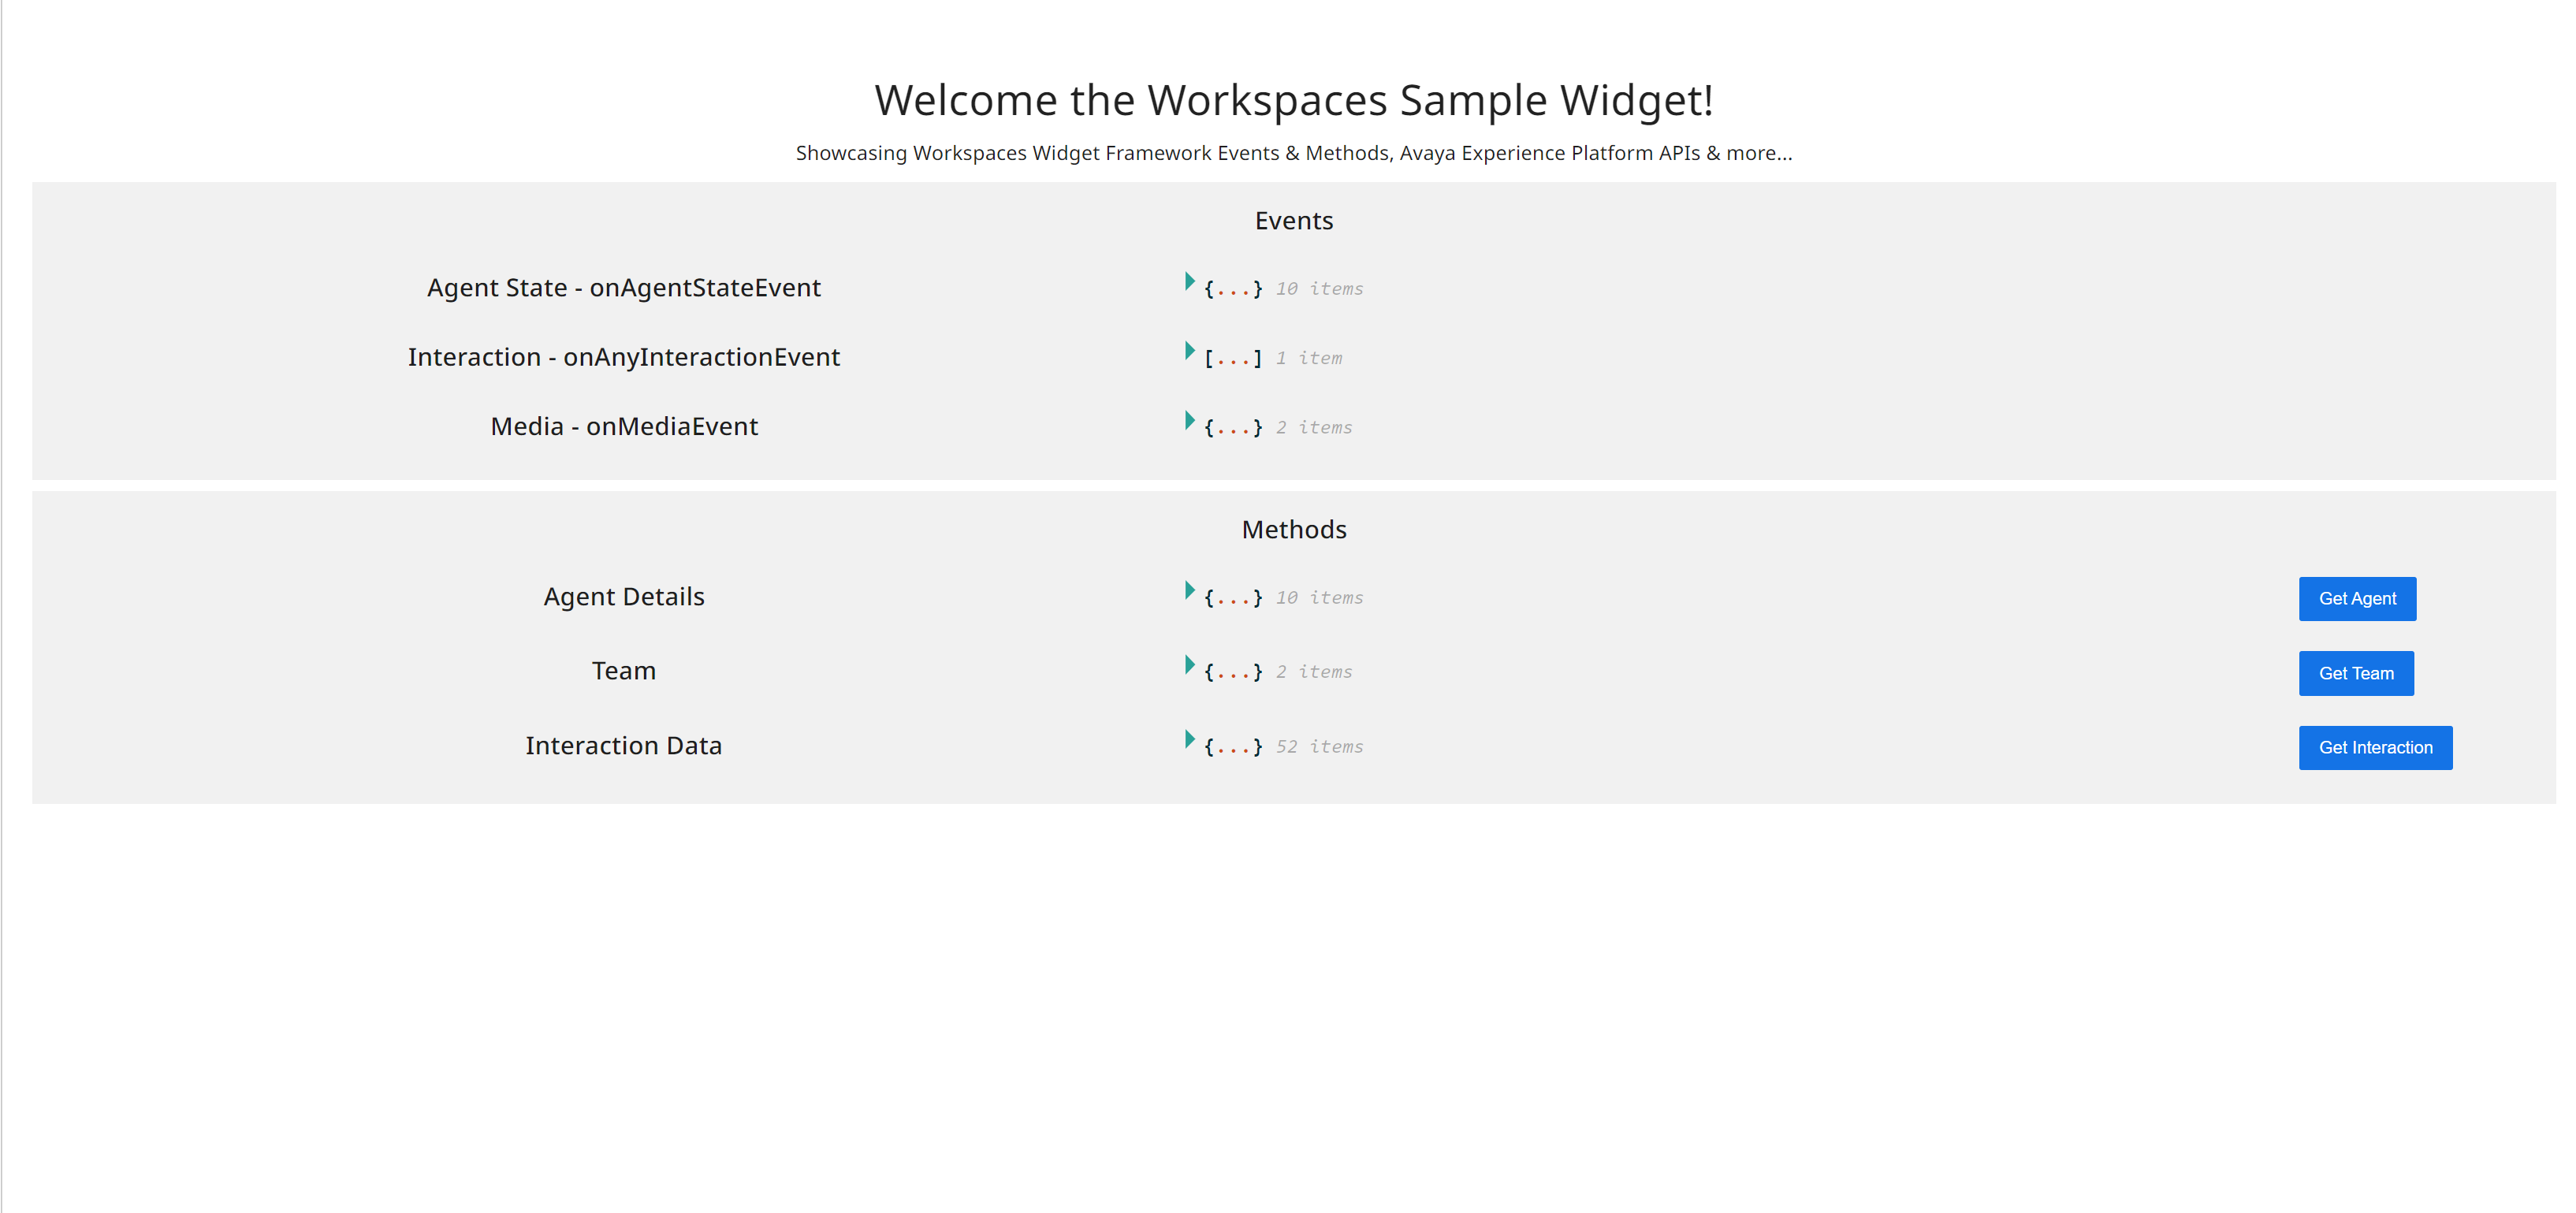 Welcome the Workspaces Sample Widget!
Showcasing Workspaces Widget Framework Events & Methods, Avaya Experience Platform APIs & more...
Events
Agent State - onAgentStateEvent {...} 10 items
Interaction - onAnyInteractionEvent [...] 1 item
Media - onMediaEvent {...} 2 items
Methods
Agent Details {...} 10 items Get Agent
Team {...} 2 items Get Team
Interaction Data {...} 52 items Get Interaction